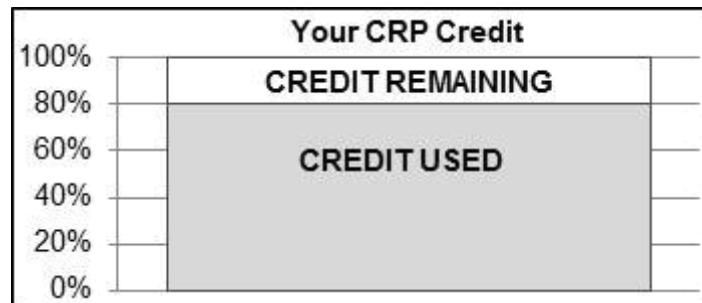 Your CRP Credit
100%
CREDIT REMAINING
80%
60%
CREDIT USED
40%
20%
0%